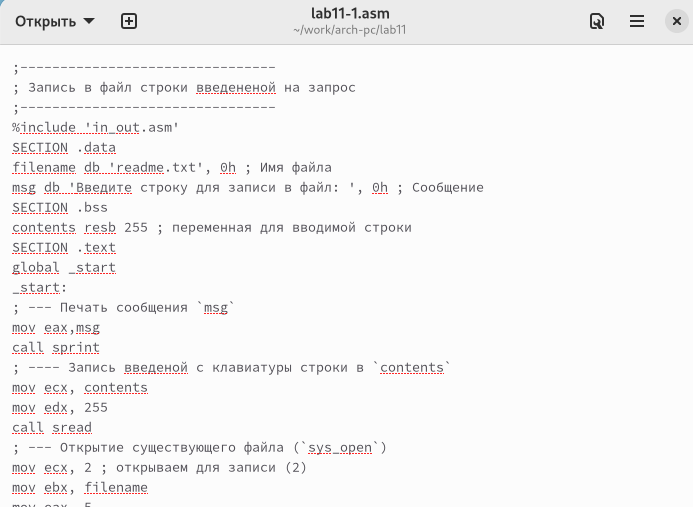 Открыть
lab11-1.asm
~/work/arch-pc/lab11
;--------------------------------
; Запись в файл строки введененой на запрос
;--------------------------------
%include 'in_out.asm'
SECTION .data
filename db 'readme.txt', 0h ; Имя файла
msg db 'Введите строку для записи в файл: ', 0h ; Сообщение
SECTION .bss
contents resb 255 ; переменная для вводимой строки
SECTION .text
global _start
_start:
; --- Печать сообщения `msg`
mov eax,msg
call sprint
; ---- Запись введеной с клавиатуры строки в `contents`
mov ecx, contents
mov edx, 255
call sread
; --- Открытие существующего файла (`sys_open`)
mov ecx, 2 ; открываем для записи (2)
mov ebx, filename
mov eax, 5